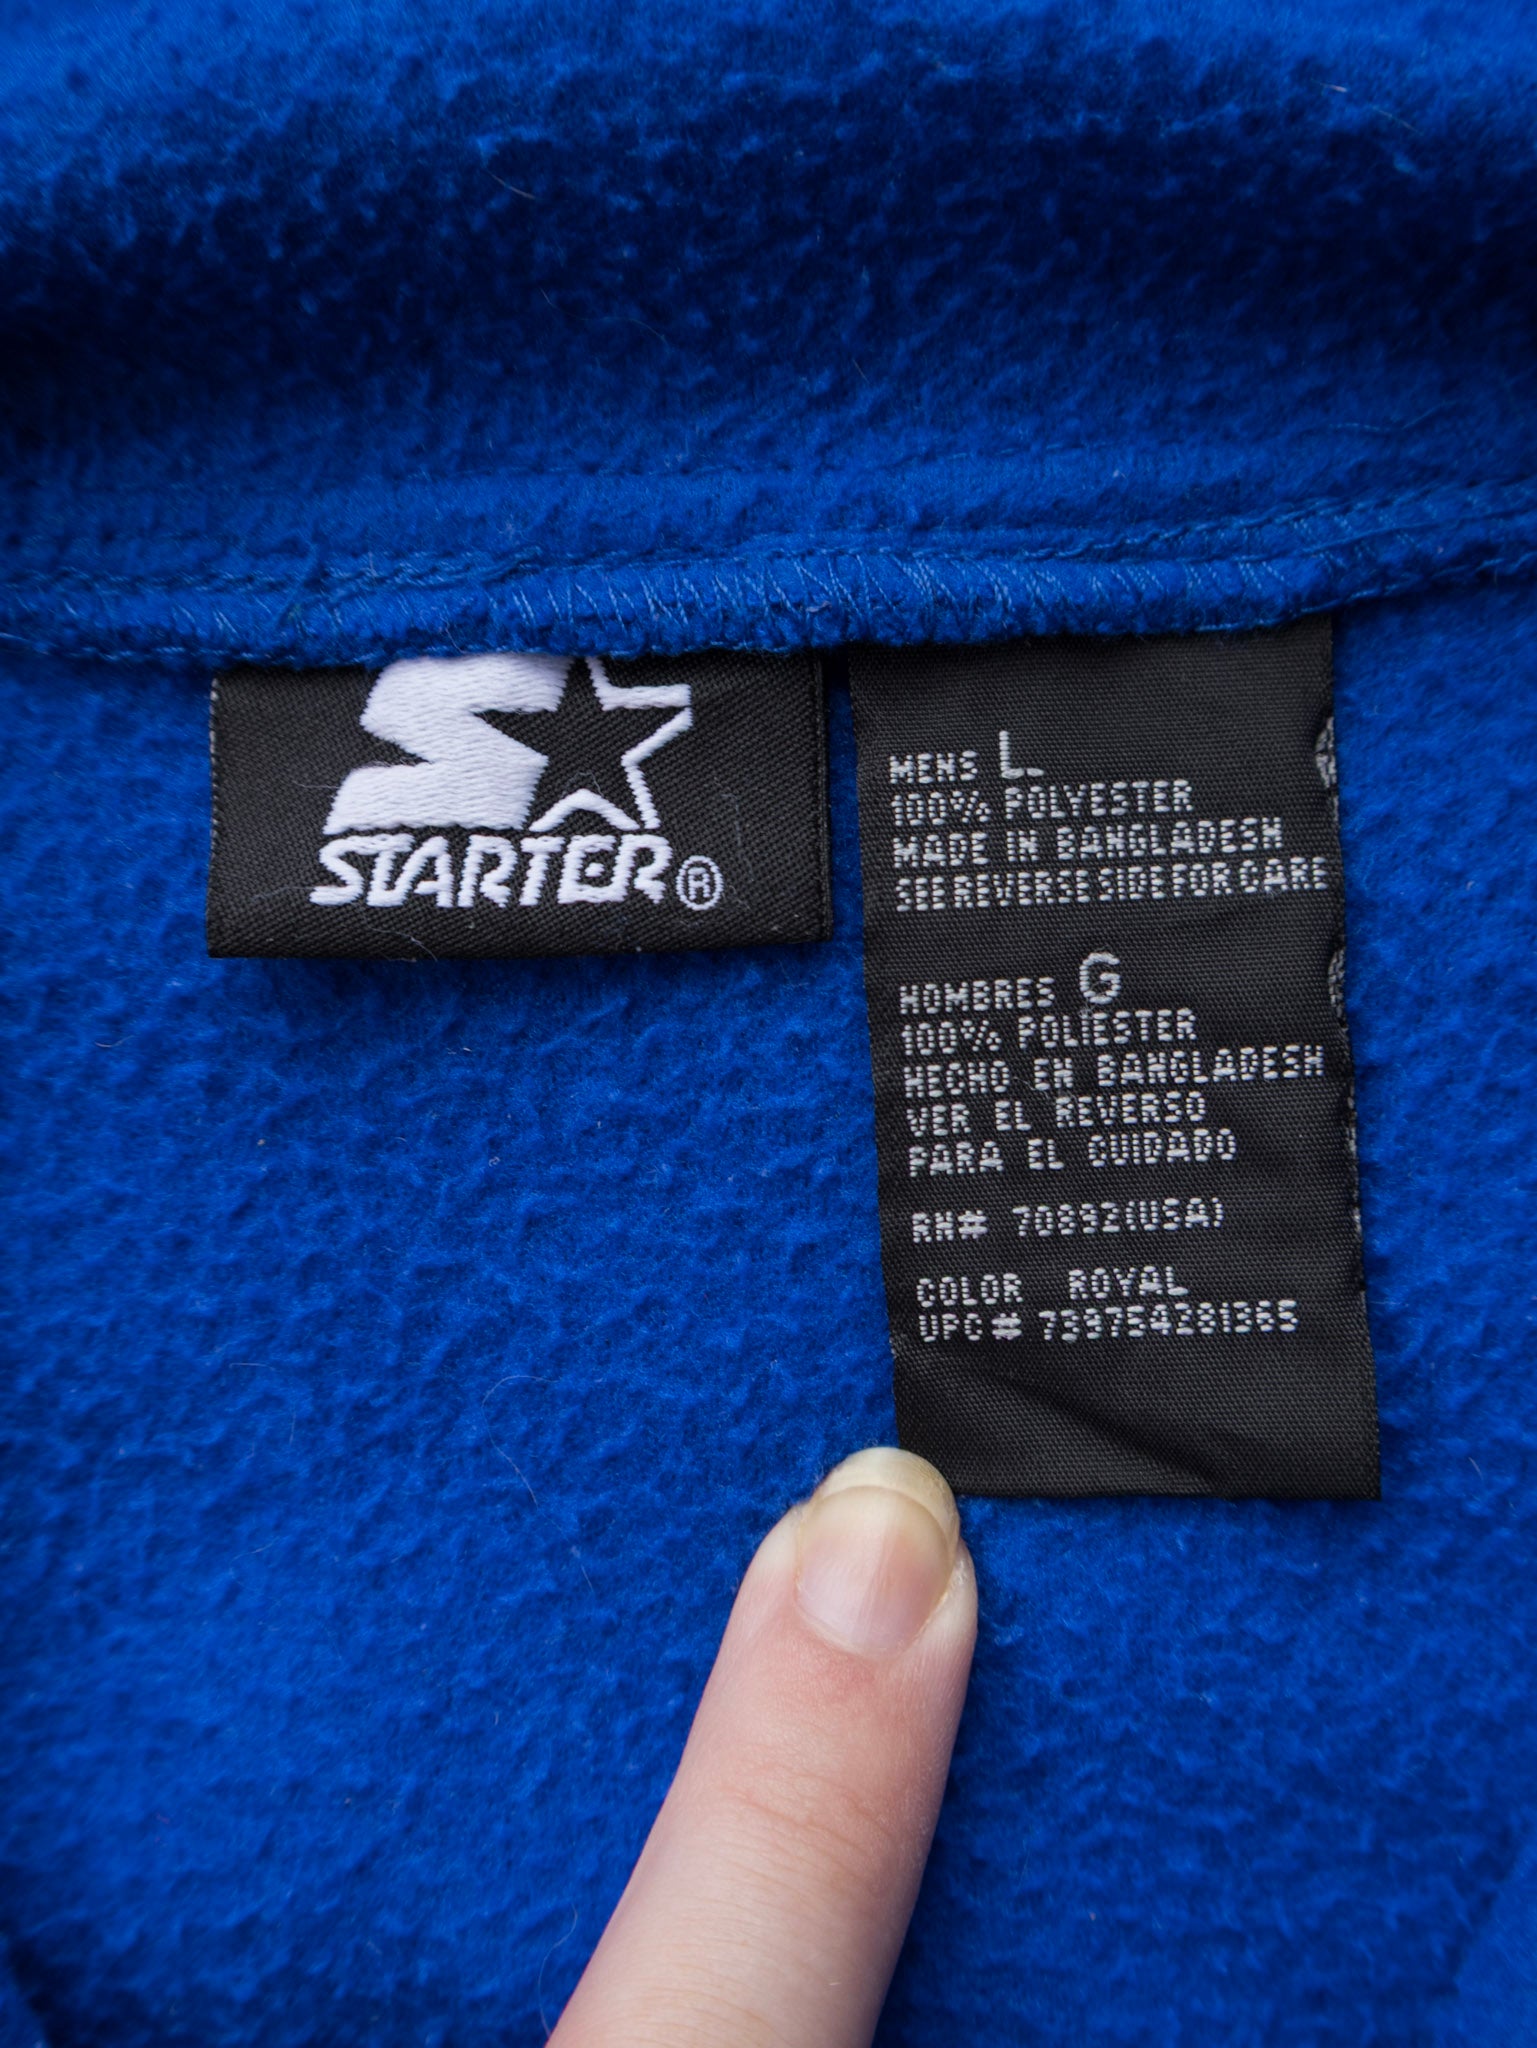 STARTER®
MENS L
100% POLYESTER
MADE IN BANGLADESH
SEE REVERSE SIDE FOR CARE
HOMBRES G
100% POLIESTER
HECHO EN BANGLADESH
VER EL REVERSO
PARA EL CUIDADO
RN# 70892(USA)
COLOR ROYAL
UPC# 739754281365